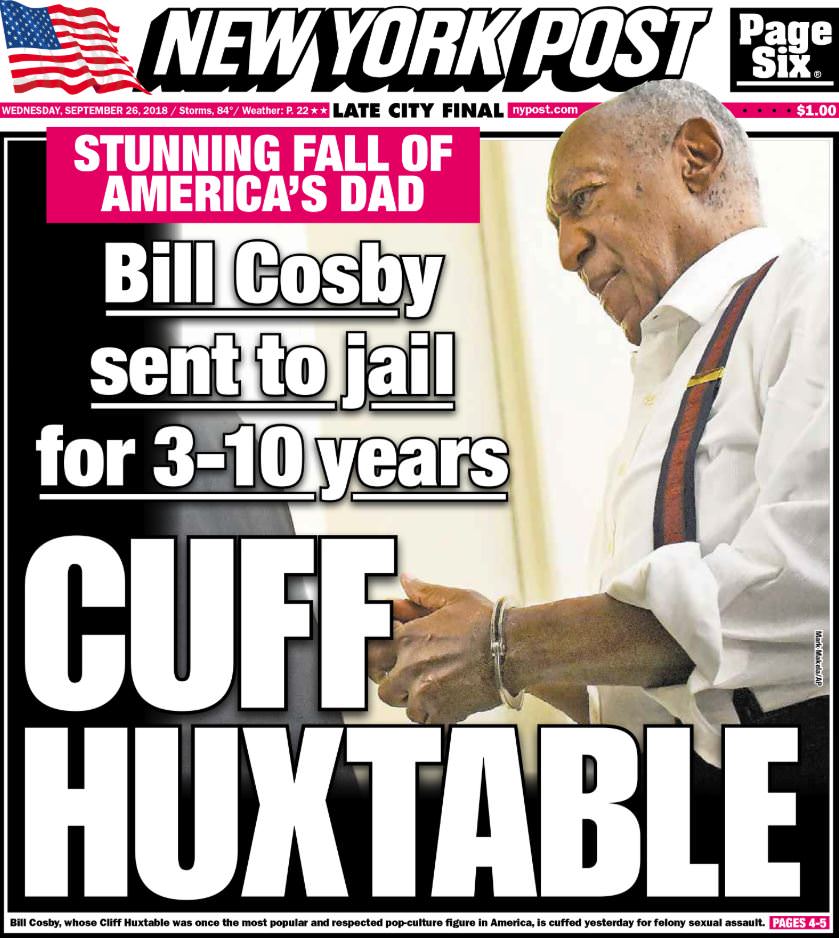 NEW YORK POST
Page
Six®
WEDNESDAY, SEPTEMBER 26, 2018 / Storms, 84°/ Weather: P. 22 ★★ LATE CITY FINAL nypost.com $1.00
STUNNING FALL OF
AMERICA'S DAD
Bill Cosby
sent to jail
for 3-10 years
CUFF
HUXTABLE
Mark Makela/AP
Bill Cosby, whose Cliff Huxtable was once the most popular and respected pop-culture figure in America, is cuffed yesterday for felony sexual assault. PAGES 4-5